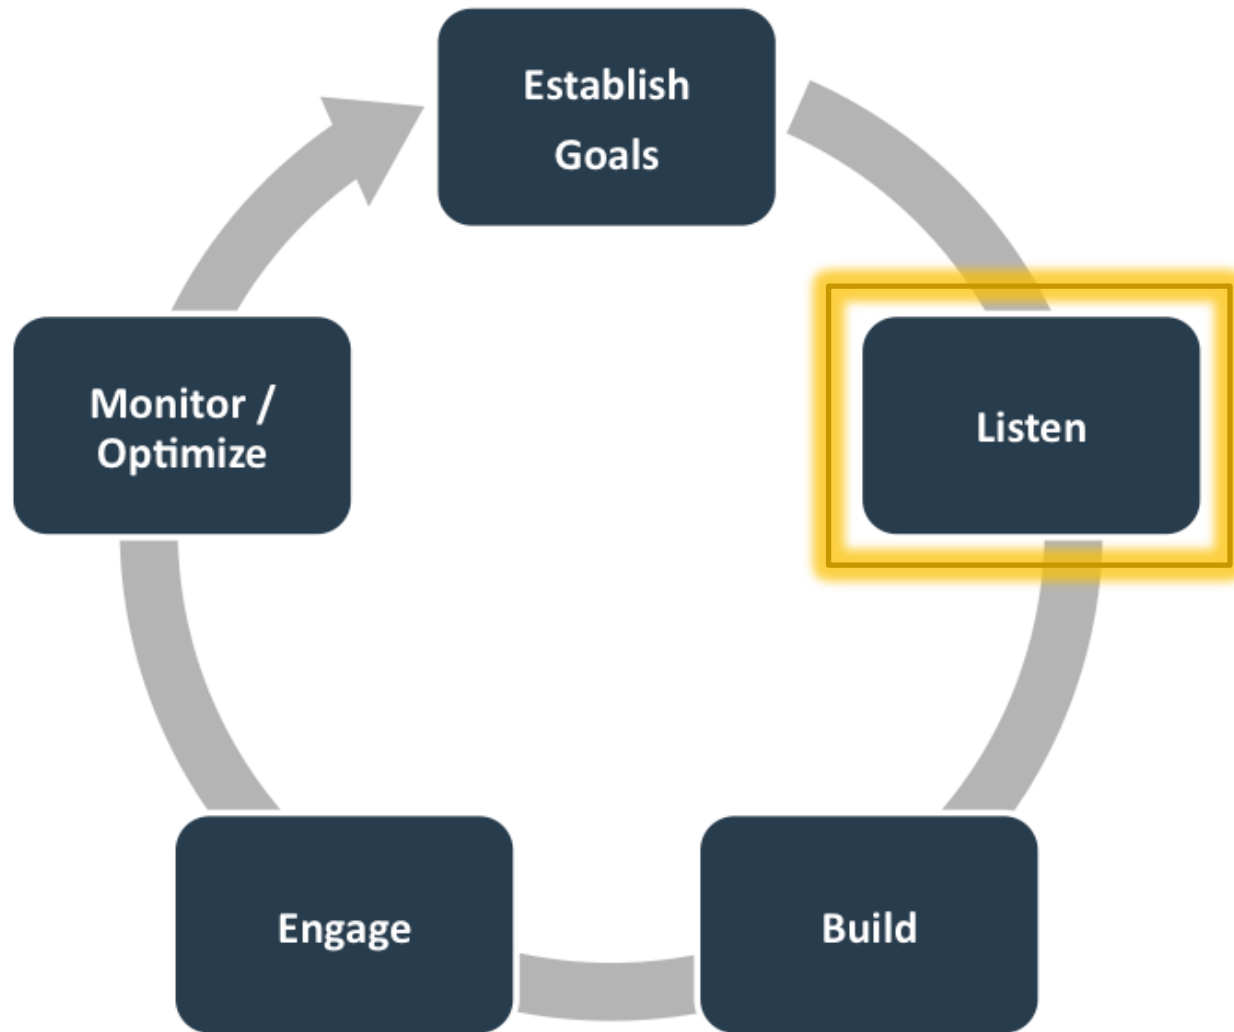 Establish
Goals
Listen
Build
Engage
Monitor /
Optimize